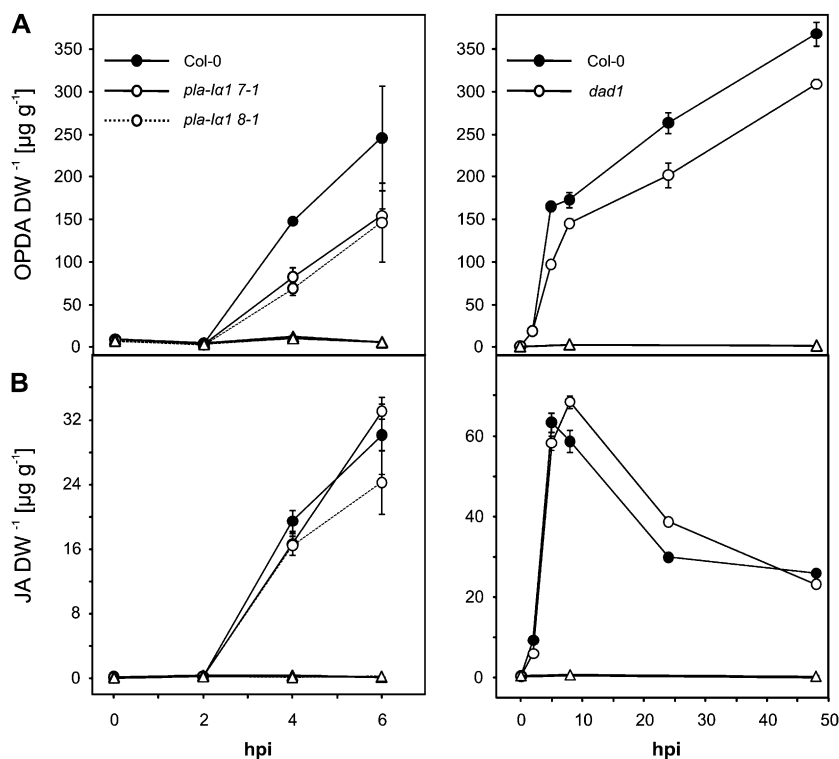 A
OPDA DW⁻¹ [µg g⁻¹]
350
300
250
200
150
100
50
0
Col-0
pla-Iα1 7-1
pla-Iα1 8-1
350
300
250
200
150
100
50
0
Col-0
dad1
B
JA DW⁻¹ [µg g⁻¹]
32
24
16
8
0
0 2 4 6
hpi
60
40
20
0
0 10 20 30 40 50
hpi